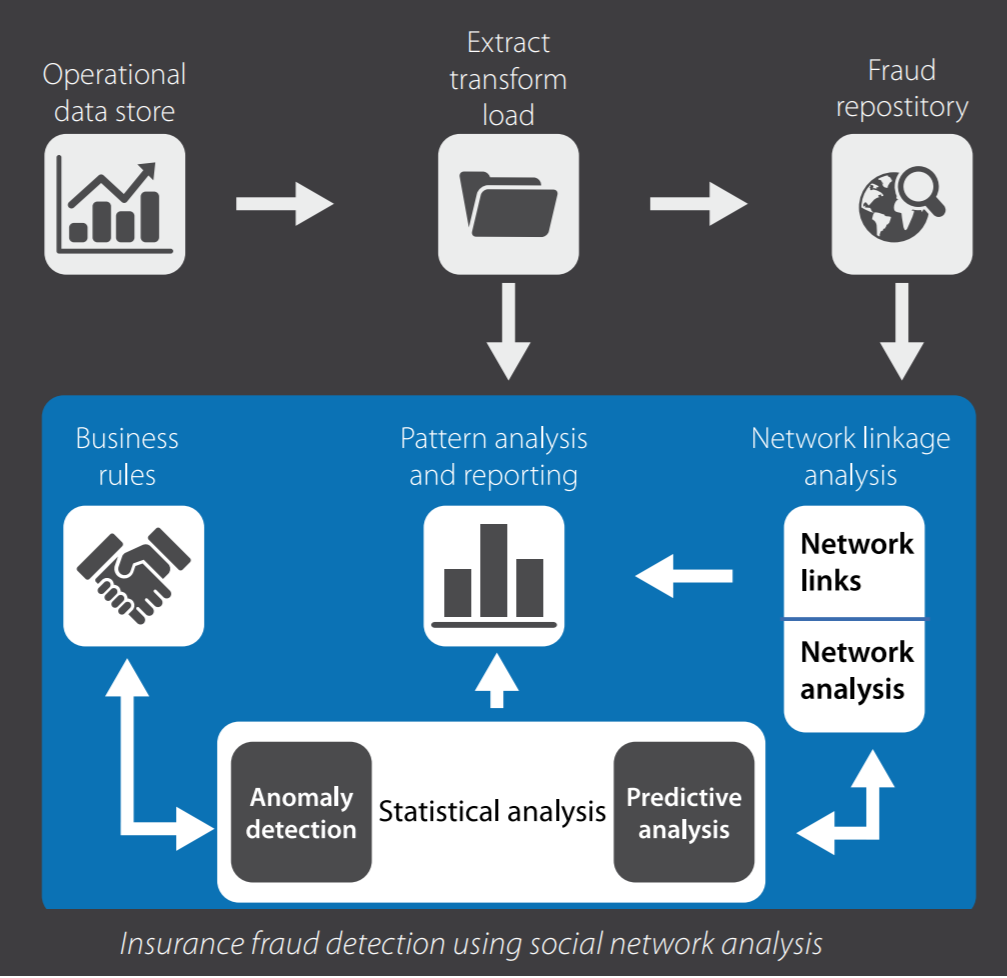 Operational
data store
Extract
transform
load
Fraud
repostitory
Business
rules
Pattern analysis
and reporting
Network linkage
analysis
Network
links
Network
analysis
Anomaly
detection
Statistical analysis
Predictive
analysis
Insurance fraud detection using social network analysis